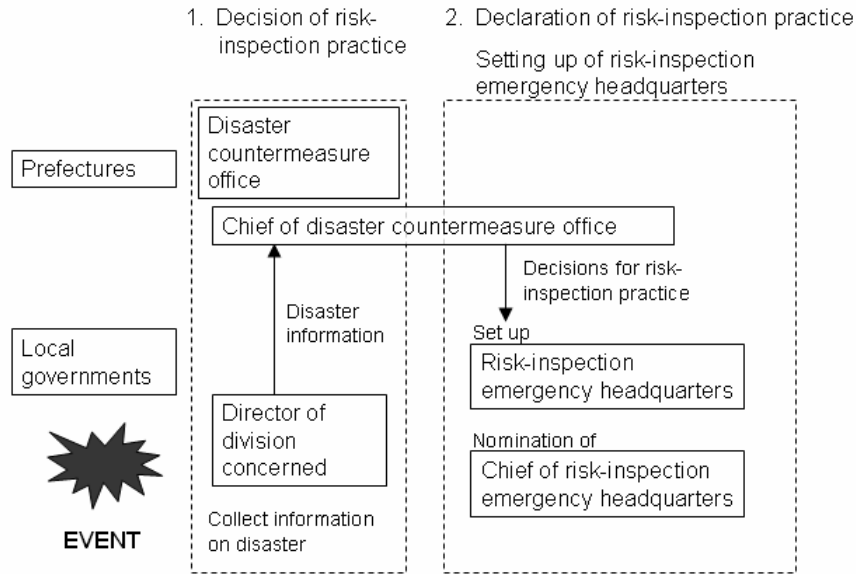 1. Decision of risk-
inspection practice
2. Declaration of risk-inspection practice
Setting up of risk-inspection
emergency headquarters
Prefectures
Disaster
countermeasure
office
Chief of disaster countermeasure office
Disaster
information
Decisions for risk-
inspection practice
Local
governments
Set up
Risk-inspection
emergency headquarters
Director of
division
concerned
Nomination of
Chief of risk-inspection
emergency headquarters
EVENT
Collect information
on disaster